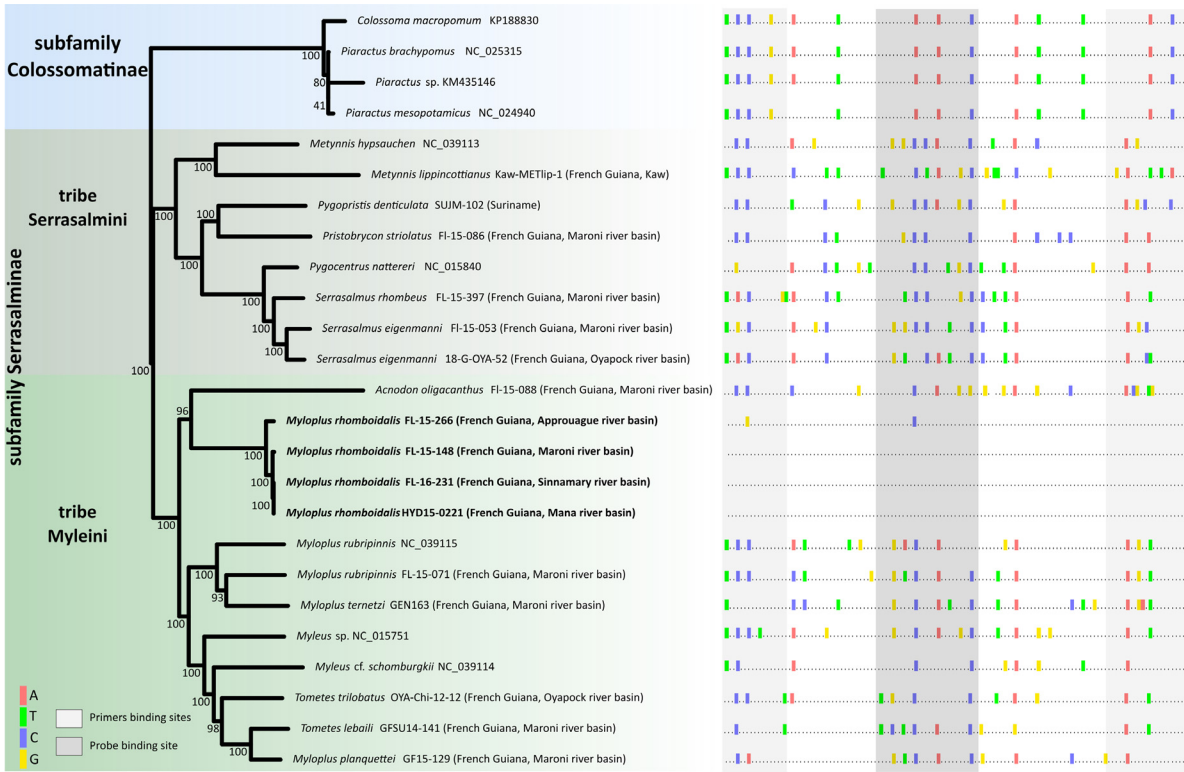 subfamily
Colossomatinae
Colossoma macropomum KP188830
Piaractus brachypomus NC_025315
Piaractus sp. KM435146
Piaractus mesopotamicus NC_024940
100
80
41
subfamily Serrasalminae
tribe
Serrasalmini
Metynnis hypsauchen NC_039113
Metynnis lippincottianus Kaw-METlip-1 (French Guiana, Kaw)
Pygopristis denticulata SUJM-102 (Suriname)
Pristobrycon striolatus FI-15-086 (French Guiana, Maroni river basin)
Pygocentrus nattereri NC_015840
Serrasalmus rhombeus FL-15-397 (French Guiana, Maroni river basin)
Serrasalmus eigenmanni Fl-15-053 (French Guiana, Maroni river basin)
Serrasalmus eigenmanni 18-G-OYA-52 (French Guiana, Oyapock river basin)
100
100
100
100
100
100
100
100
tribe
Myleini
Acnodon oligacanthus Fl-15-088 (French Guiana, Maroni river basin)
Myloplus rhomboidalis FL-15-266 (French Guiana, Approuague river basin)
Myloplus rhomboidalis FL-15-148 (French Guiana, Maroni river basin)
Myloplus rhomboidalis FL-16-231 (French Guiana, Sinnamary river basin)
Myloplus rhomboidalis HYD15-0221 (French Guiana, Mana river basin)
Myloplus rubripinnis NC_039115
Myloplus rubripinnis FL-15-071 (French Guiana, Maroni river basin)
Myloplus ternetzi GEN163 (French Guiana, Maroni river basin)
Myleus sp. NC_015751
Myleus cf. schomburgkii NC_039114
Tometes trilobatus OYA-Chi-12-12 (French Guiana, Oyapock river basin)
Tometes lebaili GFSU14-141 (French Guiana, Maroni river basin)
Myloplus planquettei GF15-129 (French Guiana, Maroni river basin)
96
100
100
100
100
100
93
100
100
98
100
A
T
C
G
Primers binding sites
Probe binding site